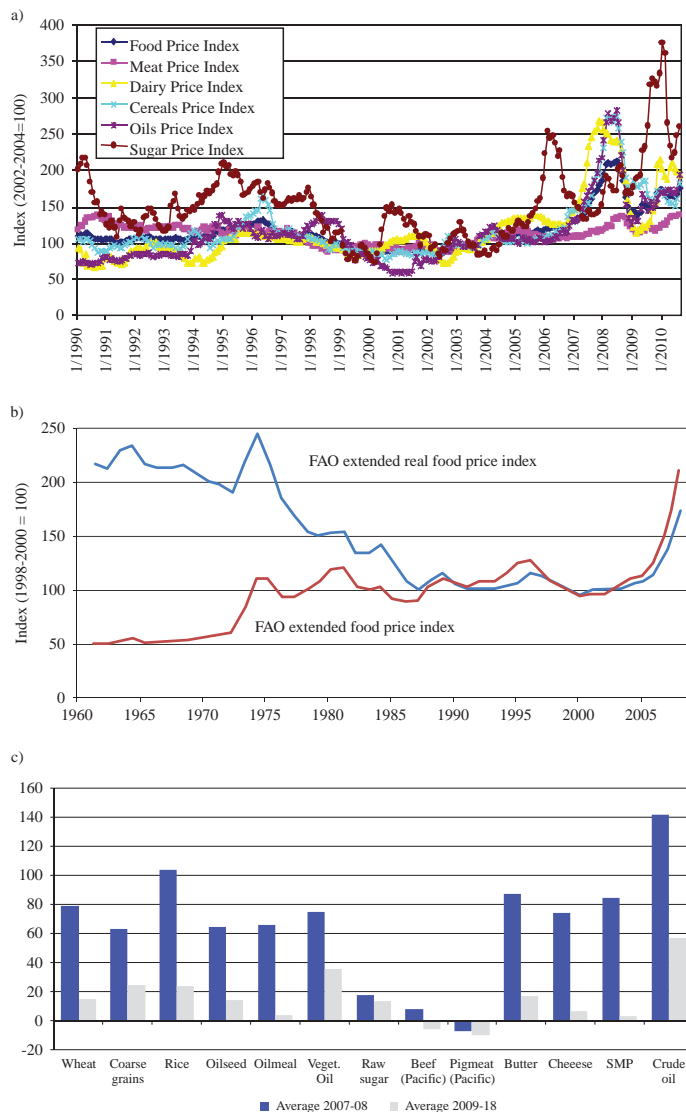 a)
400
350
300
250
200
150
100
50
0
Index (2002-2004=100)
Food Price Index
Meat Price Index
Dairy Price Index
Cereals Price Index
Oils Price Index
Sugar Price Index
1/1990
1/1991
1/1992
1/1993
1/1994
1/1995
1/1996
1/1997
1/1998
1/1999
1/2000
1/2001
1/2002
1/2003
1/2004
1/2005
1/2006
1/2007
1/2008
1/2009
1/2010
b)
250
200
150
100
50
0
Index (1998-2000 = 100)
FAO extended real food price index
FAO extended food price index
1960 1965 1970 1975 1980 1985 1990 1995 2000 2005
c)
160
140
120
100
80
60
40
20
0
-20
Wheat Coarse grains Rice Oilseed Oilmeal Veget. Oil Raw sugar Beef (Pacific) Pigmeat (Pacific) Butter Cheeese SMP Crude oil
Average 2007-08 Average 2009-18